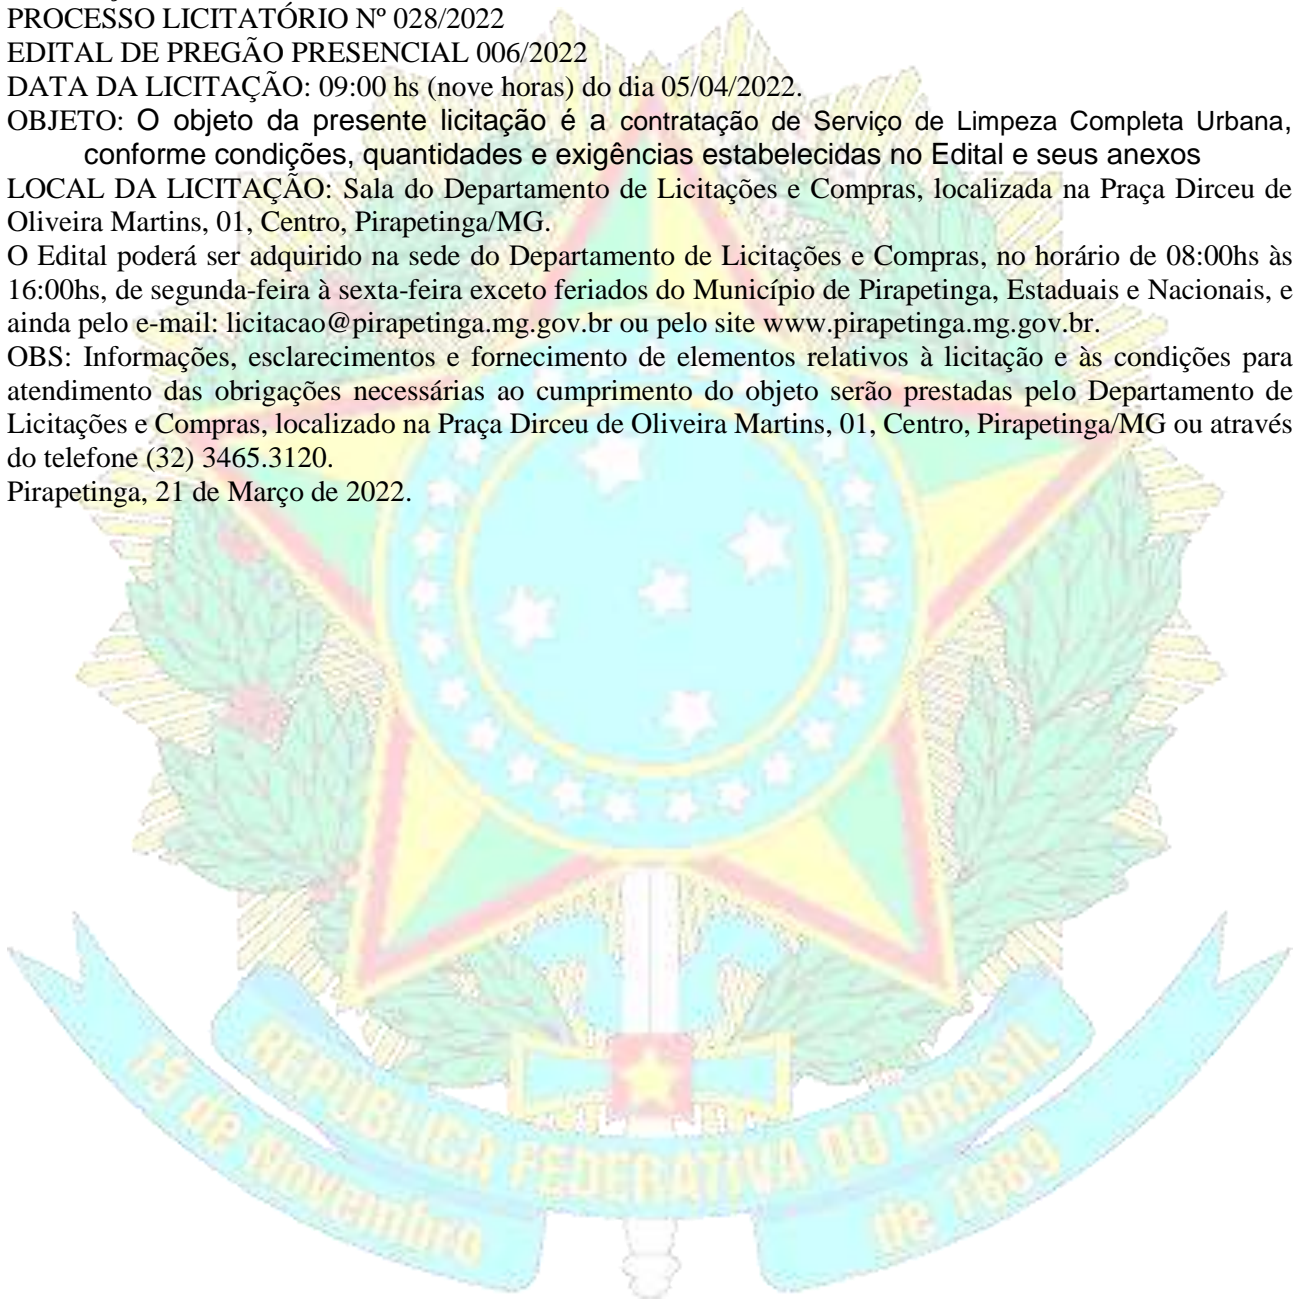 PROCESSO LICITATÓRIO Nº 028/2022
EDITAL DE PREGÃO PRESENCIAL 006/2022
DATA DA LICITAÇÃO: 09:00 hs (nove horas) do dia 05/04/2022.
OBJETO: O objeto da presente licitação é a contratação de Serviço de Limpeza Completa Urbana,
conforme condições, quantidades e exigências estabelecidas no Edital e seus anexos
LOCAL DA LICITAÇÃO: Sala do Departamento de Licitações e Compras, localizada na Praça Dirceu de
Oliveira Martins, 01, Centro, Pirapetinga/MG.
O Edital poderá ser adquirido na sede do Departamento de Licitações e Compras, no horário de 08:00hs às
16:00hs, de segunda-feira à sexta-feira exceto feriados do Município de Pirapetinga, Estaduais e Nacionais, e
ainda pelo e-mail: licitacao@pirapetinga.mg.gov.br ou pelo site www.pirapetinga.mg.gov.br.
OBS: Informações, esclarecimentos e fornecimento de elementos relativos à licitação e às condições para
atendimento das obrigações necessárias ao cumprimento do objeto serão prestadas pelo Departamento de
Licitações e Compras, localizado na Praça Dirceu de Oliveira Martins, 01, Centro, Pirapetinga/MG ou através
do telefone (32) 3465.3120.
Pirapetinga, 21 de Março de 2022.
REPÚBLICA FEDERATIVA DO BRASIL
15 de Novembro
de 1889